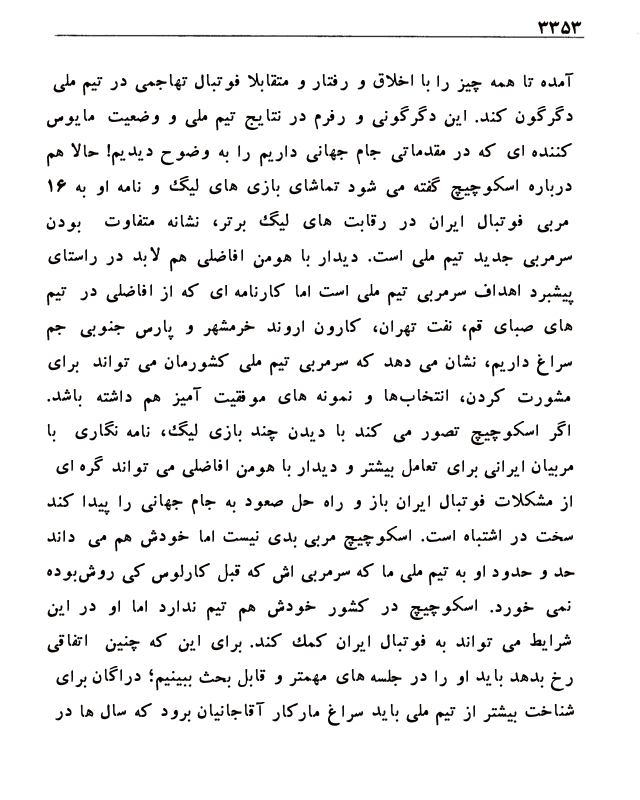 ۳۳۵۳
آمده تا همه چیز را با اخلاق و رفتار و متقابلا فوتبال تهاجمی در تیم ملی
دگرگون کند. این دگرگونی و رفرم در نتایج تیم ملی و وضعیت مایوس
کننده ای که در مقدماتی جام جهانی داریم را به وضوح دیدیم! حالا هم
درباره اسکوچیچ گفته می شود تماشای بازی های لیگ و نامه او به ۱۶
مربی فوتبال ایران در رقابت های لیگ برتر، نشانه متفاوت بودن
سرمربی جدید تیم ملی است. دیدار با هومن افاضلی هم لابد در راستای
پیشبرد اهداف سرمربی تیم ملی است اما کارنامه ای که از افاضلی در تیم
های صبای قم، نفت تهران، کارون اروند خرمشهر و پارس جنوبی جم
سراغ داریم، نشان می دهد که سرمربی تیم ملی کشورمان می تواند برای
مشورت کردن، انتخاب‌ها و نمونه های موفقیت آمیز هم داشته باشد.
اگر اسکوچیچ تصور می کند با دیدن چند بازی لیگ، نامه نگاری با
مربیان ایرانی برای تعامل بیشتر و دیدار با هومن افاضلی می تواند گره ای
از مشکلات فوتبال ایران باز و راه حل صعود به جام جهانی را پیدا کند
سخت در اشتباه است. اسکوچیچ مربی بدی نیست اما خودش هم می داند
حد و حدود او به تیم ملی ما که سرمربی اش که قبل کارلوس کی روش‌بوده
نمی خورد. اسکوچیچ در کشور خودش هم تیم ندارد اما او در این
شرایط می تواند به فوتبال ایران کمک کند. برای این که چنین اتفاقی
رخ بدهد باید او را در جلسه های مهمتر و قابل بحث ببینیم؛ دراگان برای
شناخت بیشتر از تیم ملی باید سراغ مارکار آقاجانیان برود که سال ها در